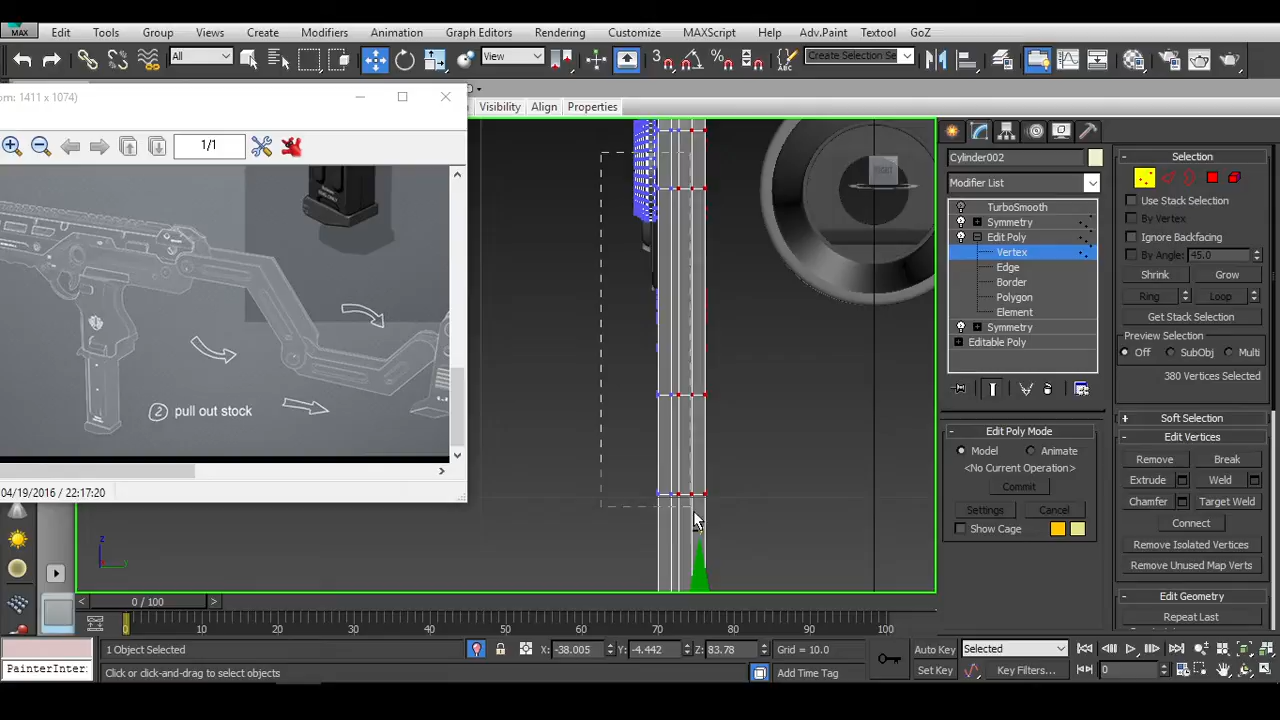 MAX
Edit Tools Group Views Create Modifiers Animation Graph Editors Rendering Customize MAXScript Help Adv.Paint Textool GoZ
All View 3 Create Selection Se
om: 1411 x 1074)
Visibility Align Properties
1/1
2 pull out stock
04/19/2016 / 22:17:20
RIGHT
z
Cylinder002
Modifier List
TurboSmooth
Symmetry
Edit Poly
Vertex
Edge
Border
Polygon
Element
Symmetry
Editable Poly
Edit Poly Mode
Model Animate
<No Current Operation>
Commit
Settings Cancel
Show Cage
Selection
Use Stack Selection
By Vertex
Ignore Backfacing
By Angle: 45.0
Shrink Grow
Ring Loop
Get Stack Selection
Preview Selection
Off SubObj Multi
380 Vertices Selected
Soft Selection
Edit Vertices
Remove Break
Extrude Weld
Chamfer Target Weld
Connect
Remove Isolated Vertices
Remove Unused Map Verts
Edit Geometry
Repeat Last
0 / 100
0 10 20 30 40 50 60 70 80 90 100
1 Object Selected X: -38.005 Y: -4.442 Z: 83.78 Grid = 10.0 Auto Key Selected
PainterInter Click or click-and-drag to select objects Add Time Tag Set Key Key Filters... 0